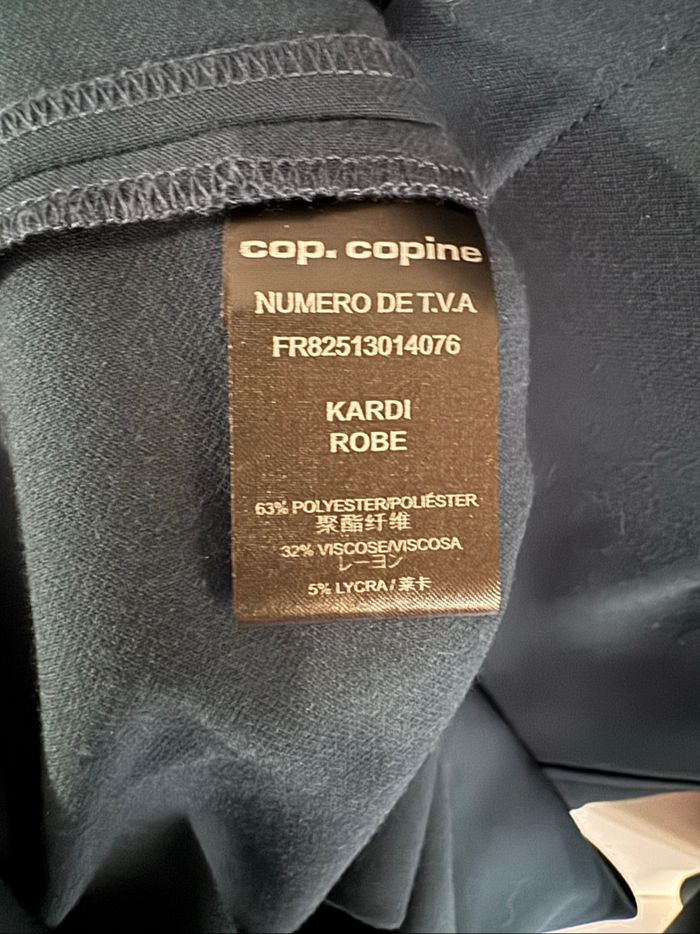 cop. copine
NUMERO DE T.V.A
FR82513014076
KARDI
ROBE
63% POLYESTER/POLIÉSTER
聚酯纤维
32% VISCOSE/VISCOSA
レーヨン
5% LYCRA / 莱卡